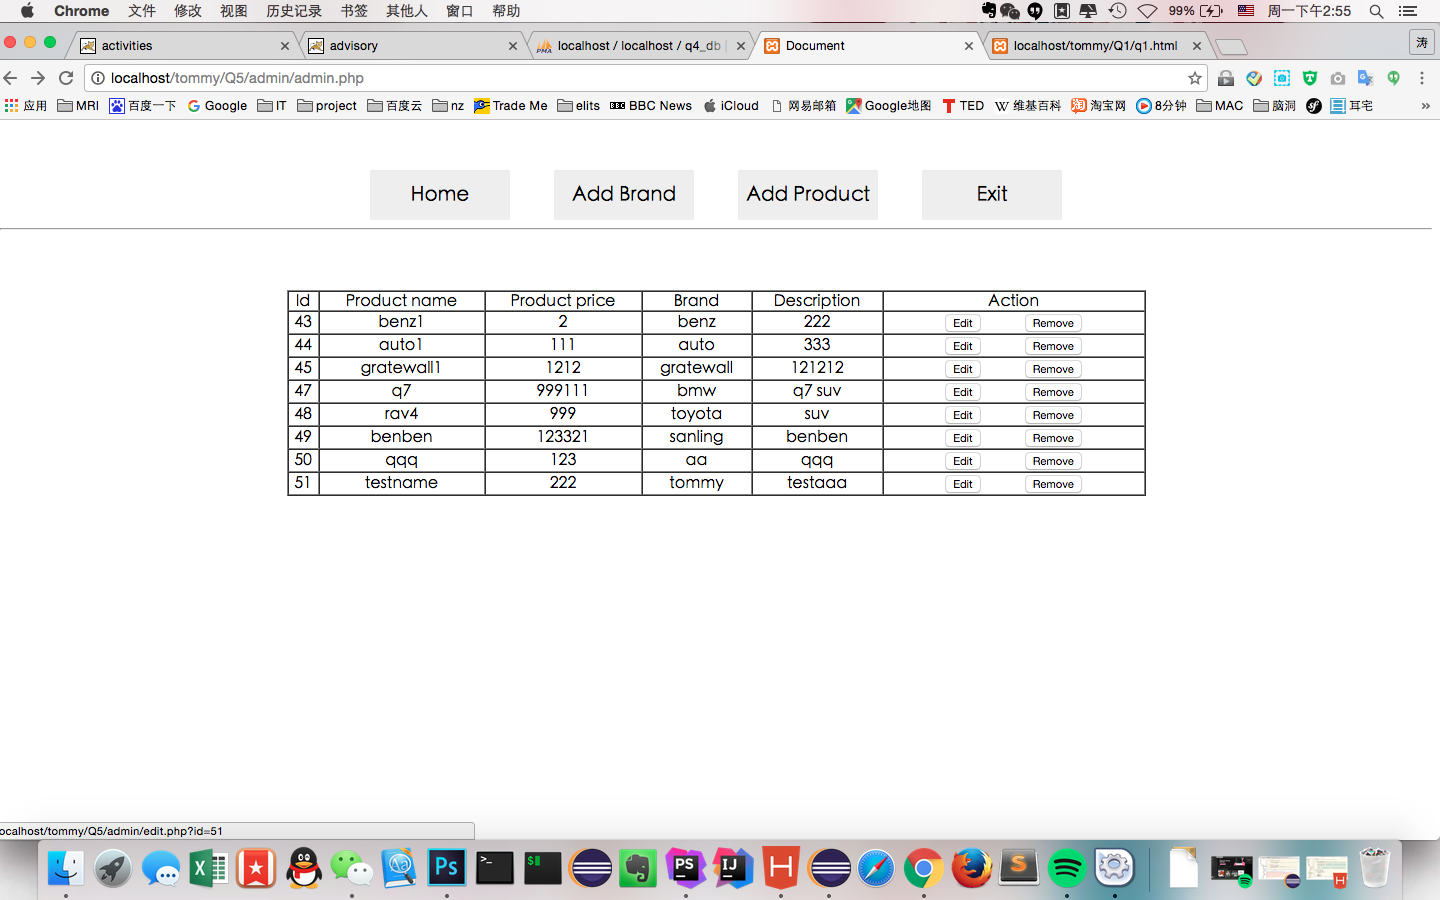 Chrome 文件 修改 视图 历史记录 书签 其他人 窗口 帮助 99% 周一下午2:55
activities advisory localhost / localhost / q4_db Document localhost/tommy/Q1/q1.html 涛
localhost/tommy/Q5/admin/admin.php
应用 MRI 百度一下 Google IT project 百度云 nz Trade Me elits BBC News iCloud 网易邮箱 Google地图 TED 维基百科 淘宝网 8分钟 MAC 脑洞 耳宅 »
Home Add Brand Add Product Exit
Id Product name Product price Brand Description Action
43 benz1 2 benz 222 Edit Remove
44 auto1 111 auto 333 Edit Remove
45 gratewall1 1212 gratewall 121212 Edit Remove
47 q7 999111 bmw q7 suv Edit Remove
48 rav4 999 toyota suv Edit Remove
49 benben 123321 sanling benben Edit Remove
50 qqq 123 aa qqq Edit Remove
51 testname 222 tommy testaaa Edit Remove
ocalhost/tommy/Q5/admin/edit.php?id=51
Ps >_ $ PS IJ H S